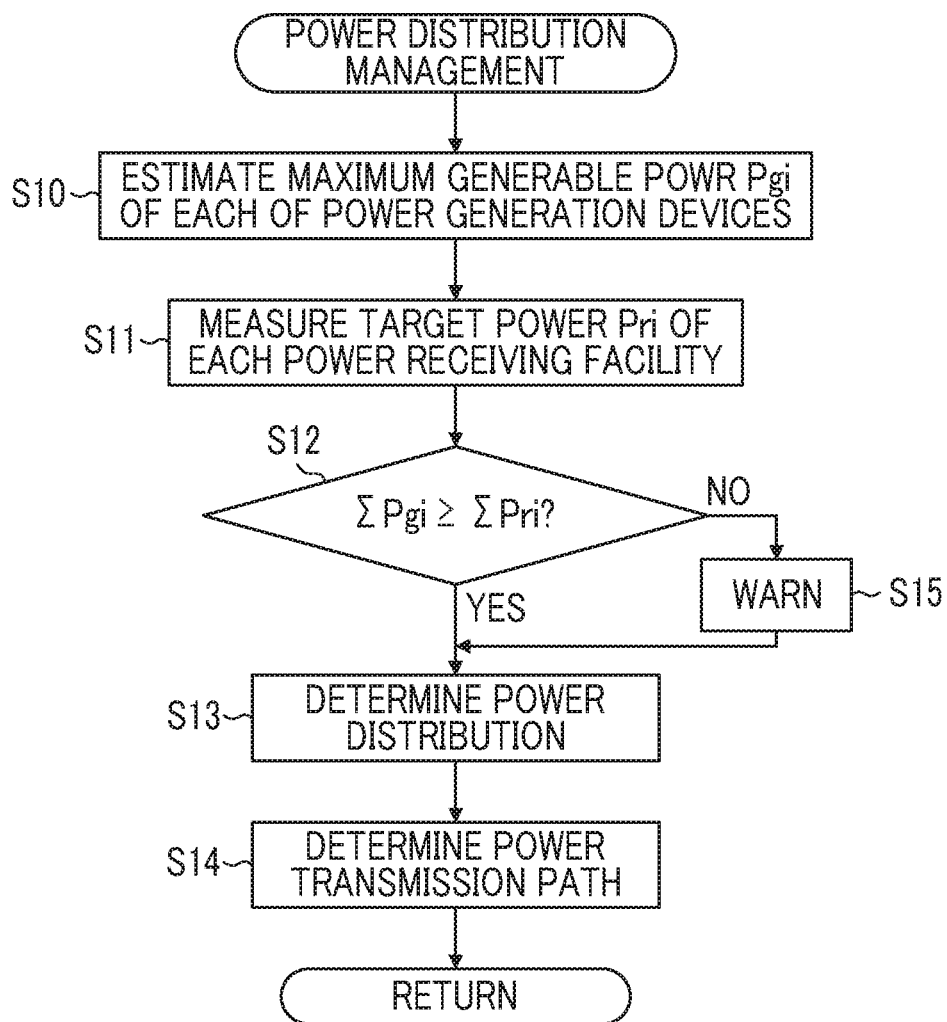 POWER DISTRIBUTION
MANAGEMENT
S10
ESTIMATE MAXIMUM GENERABLE POWR Pgi
OF EACH OF POWER GENERATION DEVICES
S11
MEASURE TARGET POWER Pri OF
EACH POWER RECEIVING FACILITY
S12
Σ Pgi ≥ Σ Pri?
NO
YES
WARN
S15
S13
DETERMINE POWER
DISTRIBUTION
S14
DETERMINE POWER
TRANSMISSION PATH
RETURN